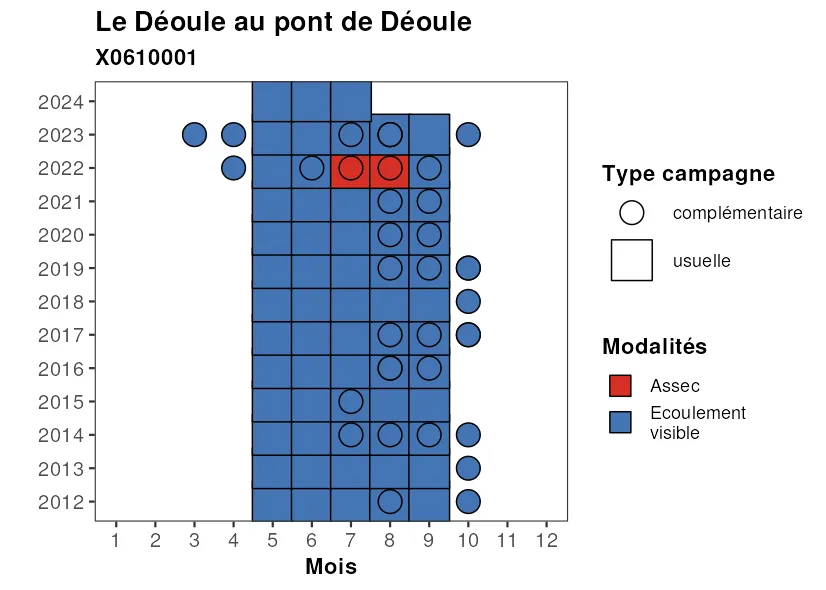 Le Déoule au pont de Déoule
X0610001
2024
2023
2022
2021
2020
2019
2018
2017
2016
2015
2014
2013
2012
1 2 3 4 5 6 7 8 9 10 11 12
Mois
Type campagne
complémentaire
usuelle
Modalités
Assec
Ecoulement
visible